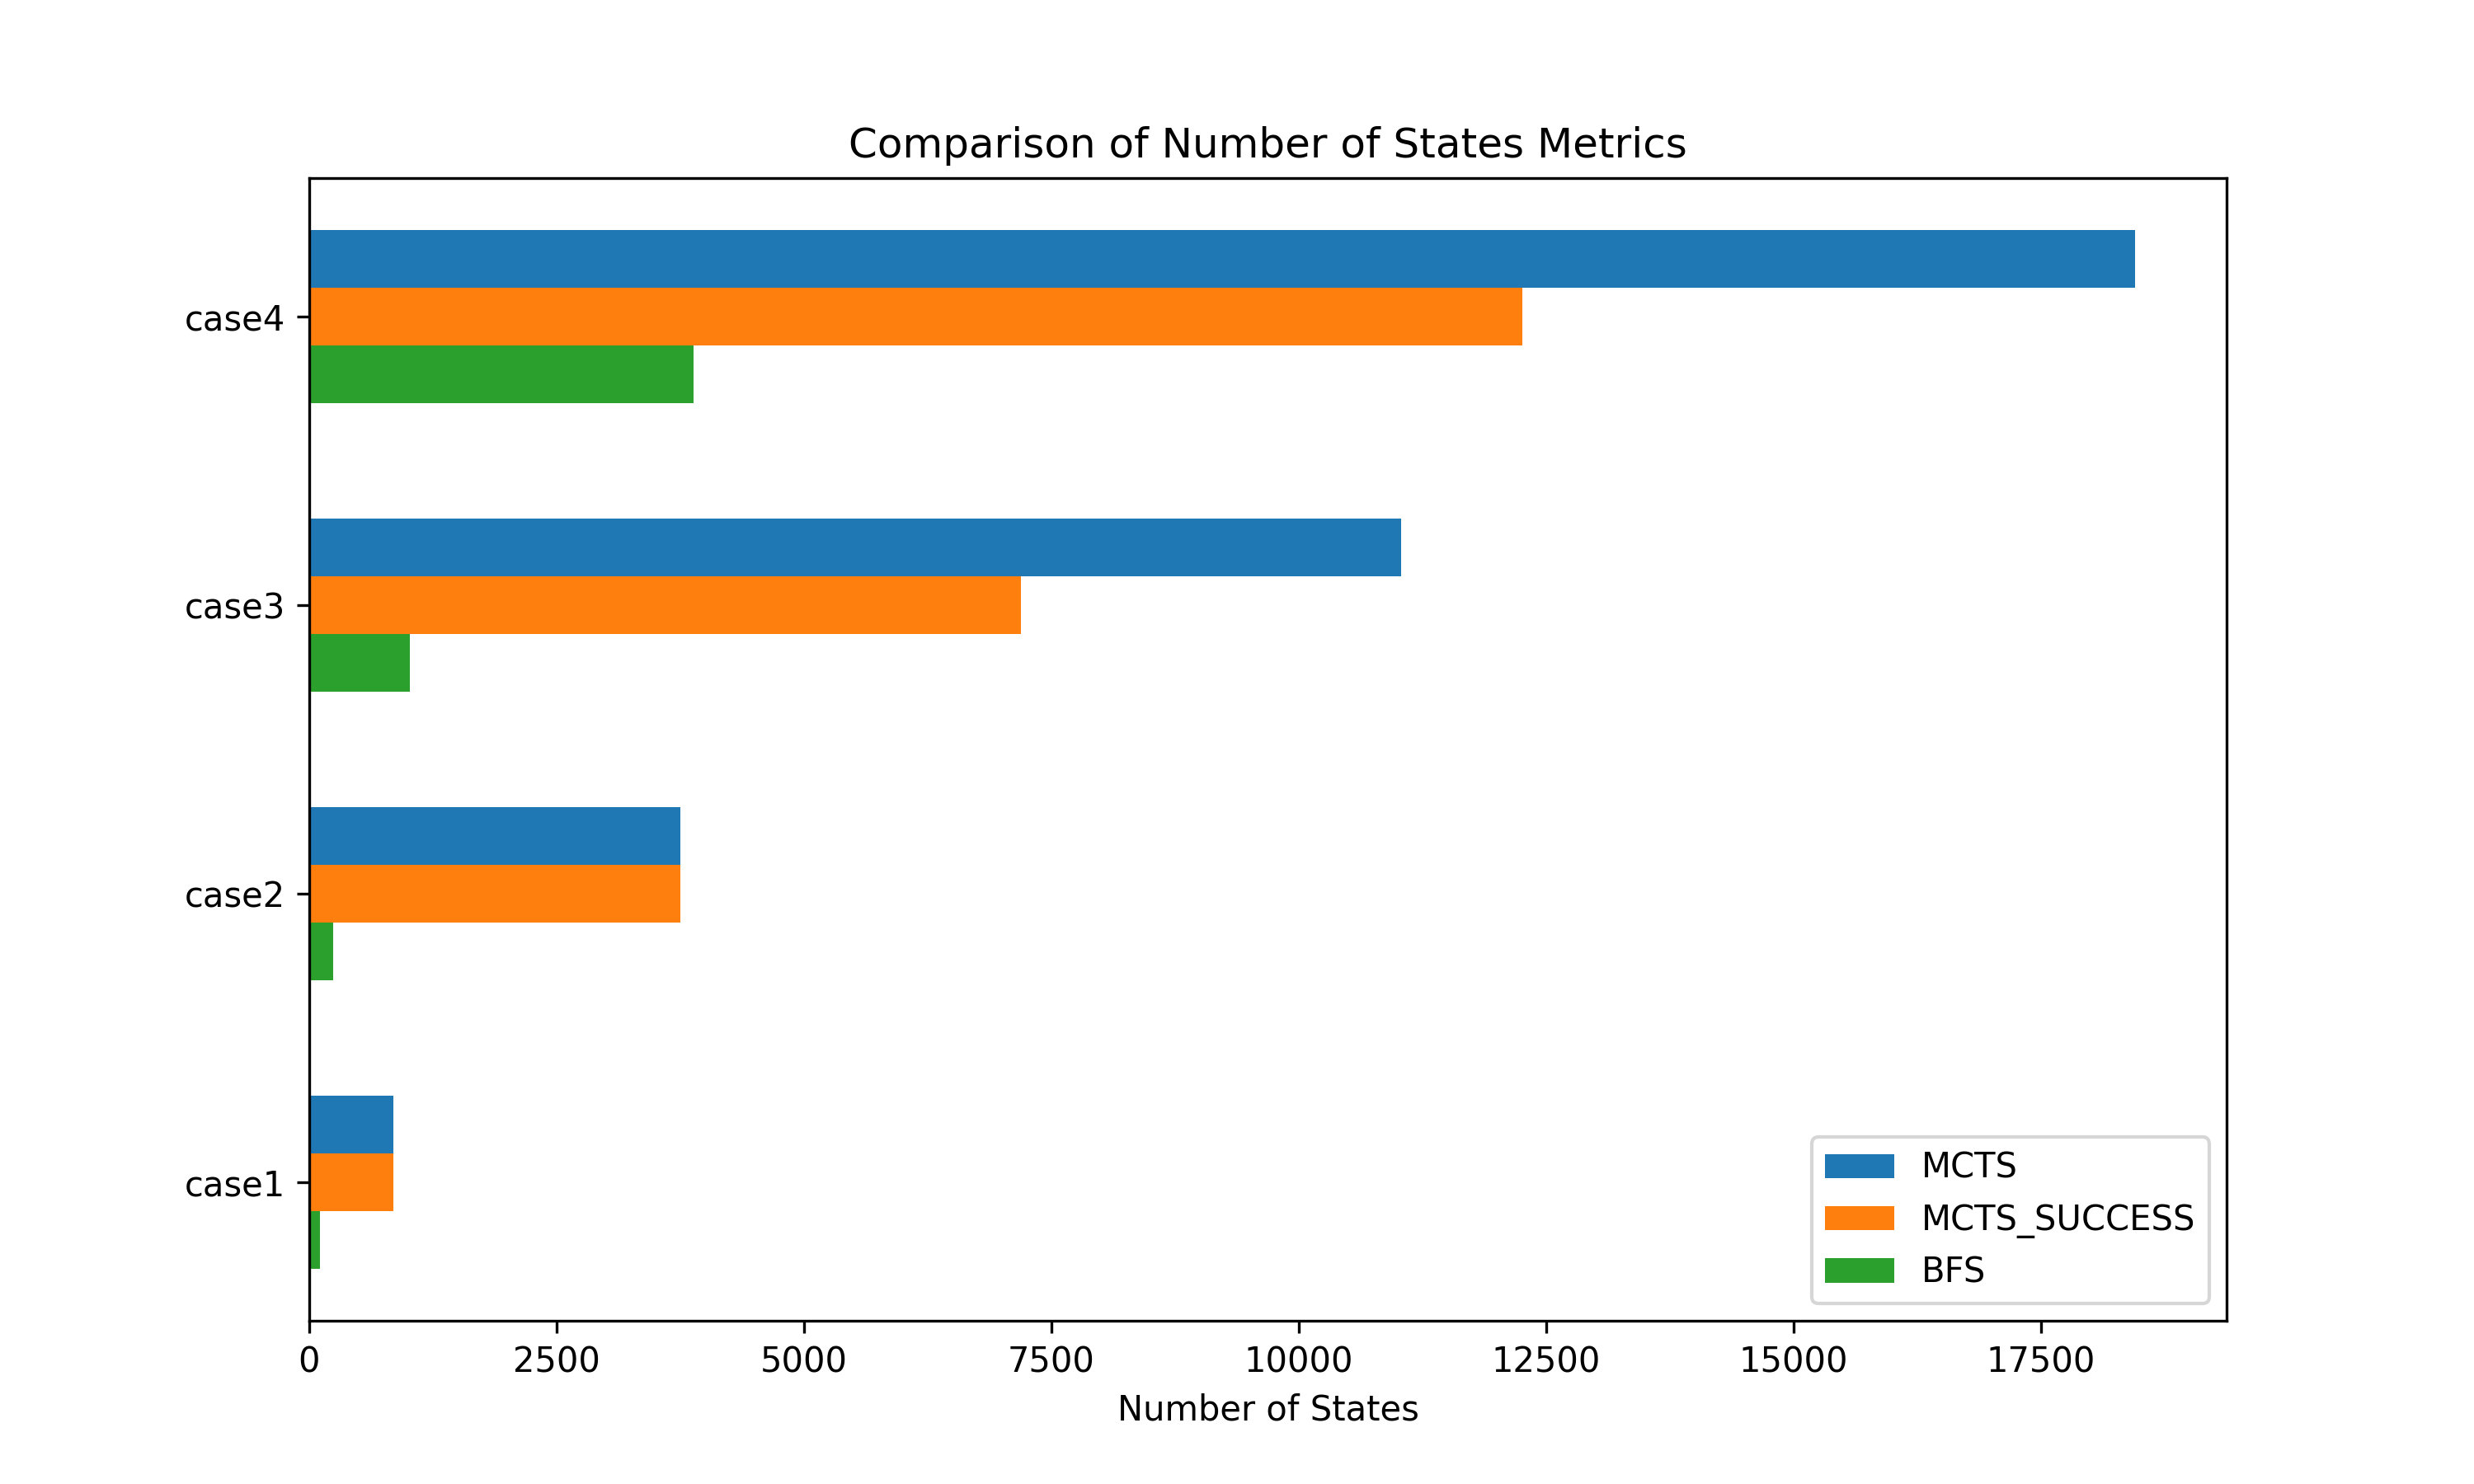 Comparison of Number of States Metrics
case4
case3
case2
case1
MCTS
MCTS_SUCCESS
BFS
0 2500 5000 7500 10000 12500 15000 17500
Number of States